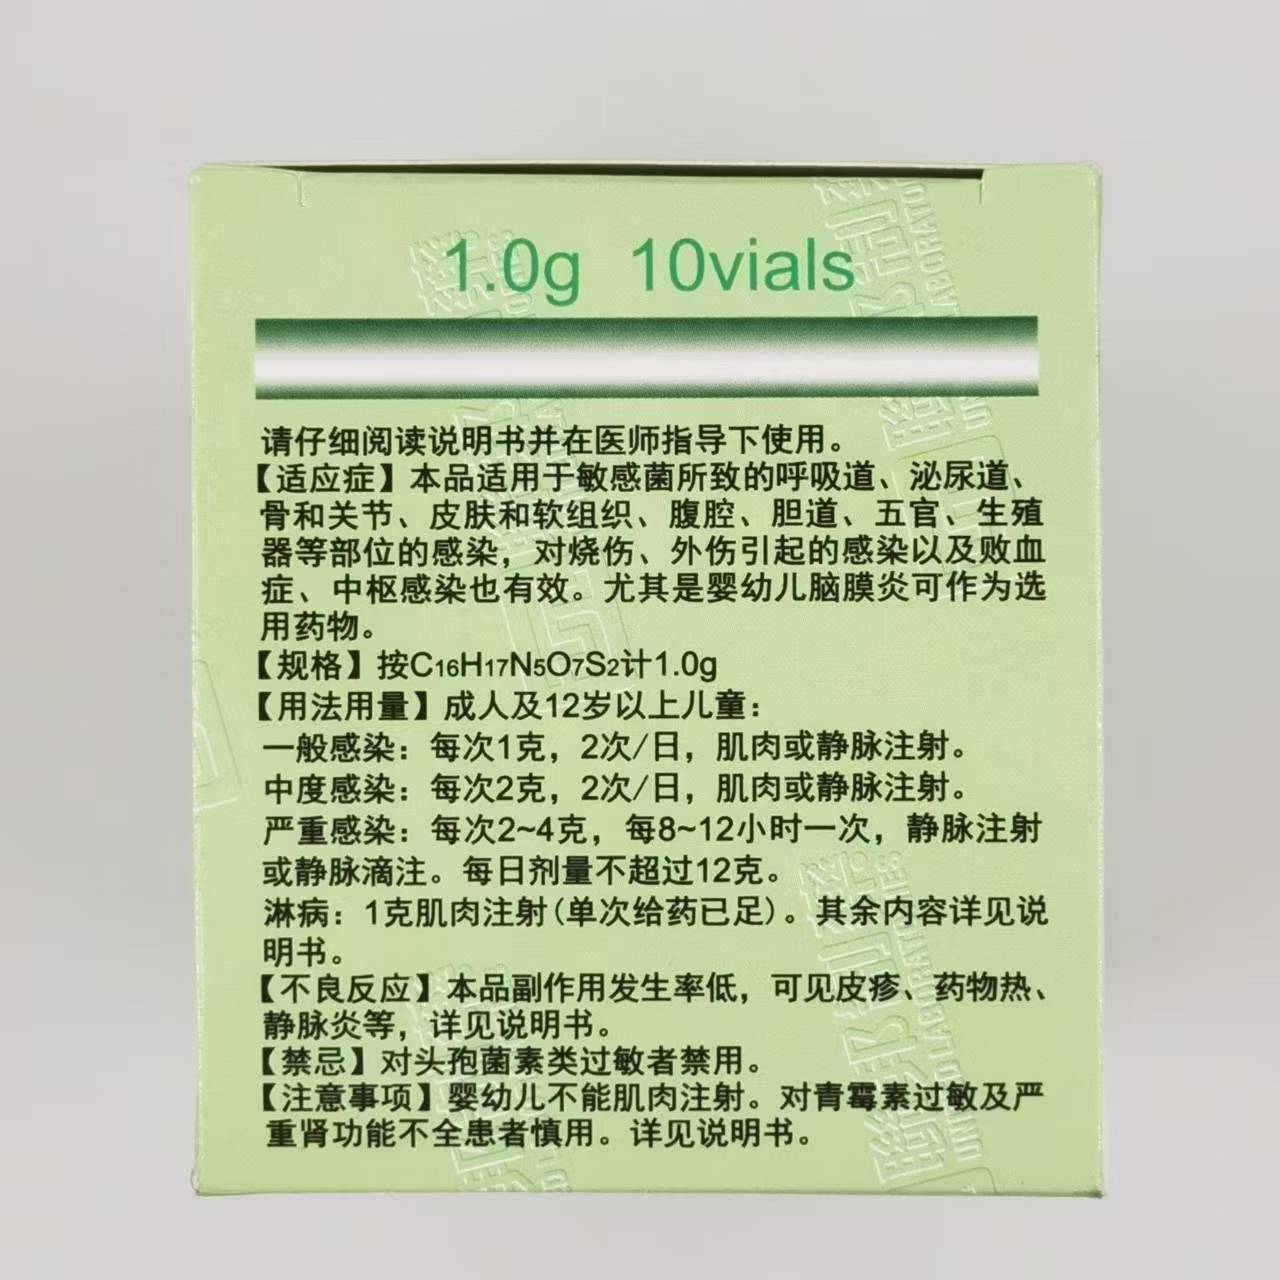 1.0g 10vials
请仔细阅读说明书并在医师指导下使用。
【适应症】本品适用于敏感菌所致的呼吸道、泌尿道、
骨和关节、皮肤和软组织、腹腔、胆道、五官、生殖
器等部位的感染，对烧伤、外伤引起的感染以及败血
症、中枢感染也有效。尤其是婴幼儿脑膜炎可作为选
用药物。
【规格】按C16H17N5O7S2计1.0g
【用法用量】成人及12岁以上儿童：
一般感染：每次1克，2次/日，肌肉或静脉注射。
中度感染：每次2克，2次/日，肌肉或静脉注射。
严重感染：每次2~4克，每8~12小时一次，静脉注射
或静脉滴注。每日剂量不超过12克。
淋病：1克肌肉注射(单次给药已足)。其余内容详见说
明书。
【不良反应】本品副作用发生率低，可见皮疹、药物热、
静脉炎等，详见说明书。
【禁忌】对头孢菌素类过敏者禁用。
【注意事项】婴幼儿不能肌肉注射。对青霉素过敏及严
重肾功能不全患者慎用。详见说明书。